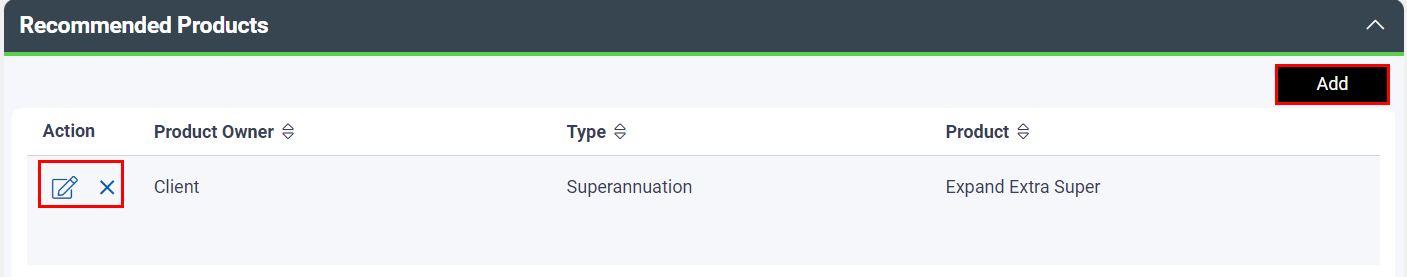 Recommended Products
Add
Action Product Owner Type Product
Client Superannuation Expand Extra Super